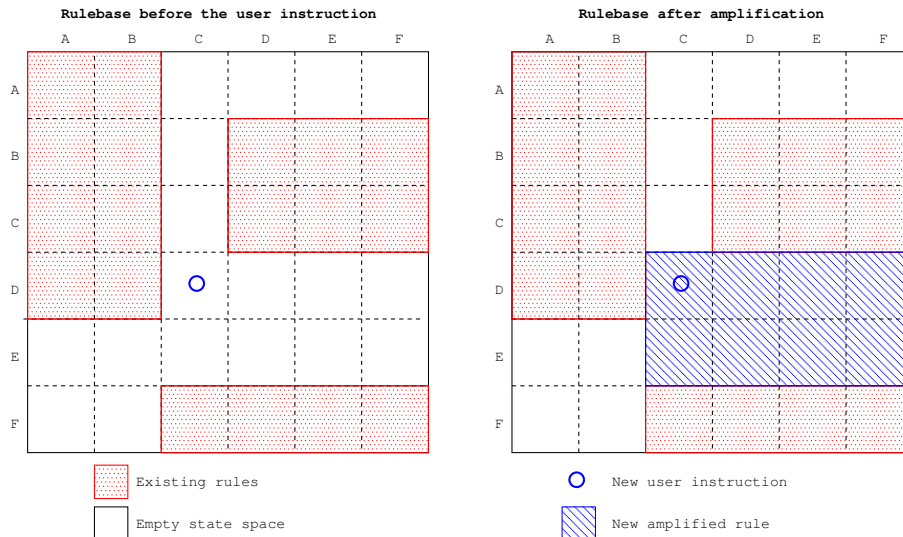 Rulebase before the user instruction
Rulebase after amplification
A B C D E F
A B C D E F
A
B
C
D
E
F
A
B
C
D
E
F
Existing rules
New user instruction
Empty state space
New amplified rule